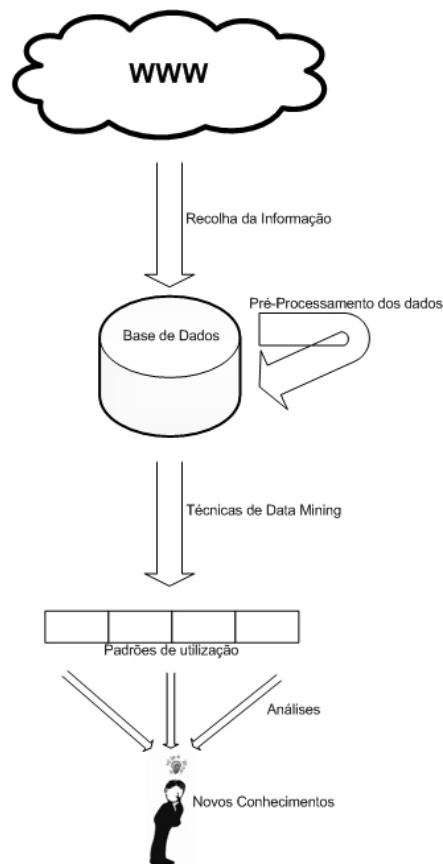 WWW
Recolha da Informação
Pré-Processamento dos dados
Base de Dados
Técnicas de Data Mining
Padrões de utilização
Análises
Novos Conhecimentos